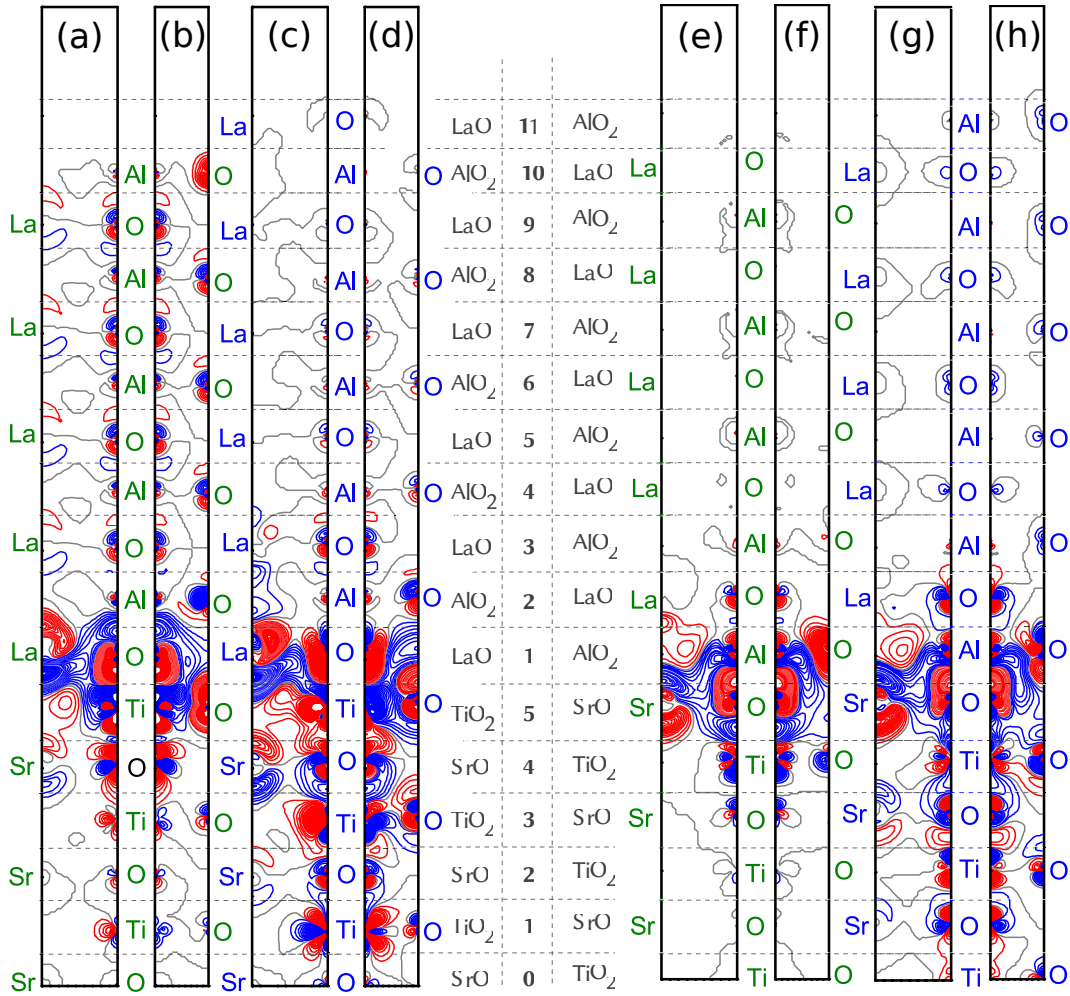 (a) (b) (c) (d) (e) (f) (g) (h)
La O LaO 11 AlO₂ Al O
Al O Al O AlO₂ 10 LaO La O La O
La O La O LaO 9 AlO₂ Al O Al O
Al O Al O AlO₂ 8 LaO La O La O
La O La O LaO 7 AlO₂ Al O Al O
Al O Al O AlO₂ 6 LaO La O La O
La O La O LaO 5 AlO₂ Al O Al O
Al O Al O AlO₂ 4 LaO La O La O
La O La O LaO 3 AlO₂ Al O Al O
Al O Al O AlO₂ 2 LaO La O La O
La O La O LaO 1 AlO₂ Al O Al O
Ti O Ti O TiO₂ 5 SrO Sr O Sr O
Sr O Sr O SrO 4 TiO₂ Ti O Ti O
Ti O Ti O TiO₂ 3 SrO Sr O Sr O
Sr O Sr O SrO 2 TiO₂ Ti O Ti O
Ti O Ti O TiO₂ 1 SrO Sr O Sr O
Sr O Sr O SrO 0 TiO₂ Ti O Ti O